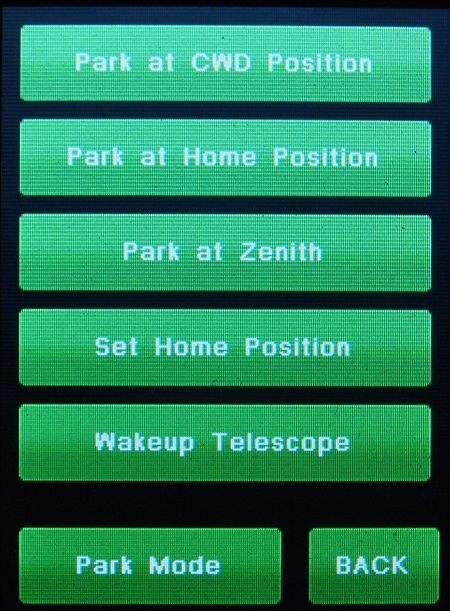 Park at CWD Position
Park at Home Position
Park at Zenith
Set Home Position
Wakeup Telescope
Park Mode
BACK